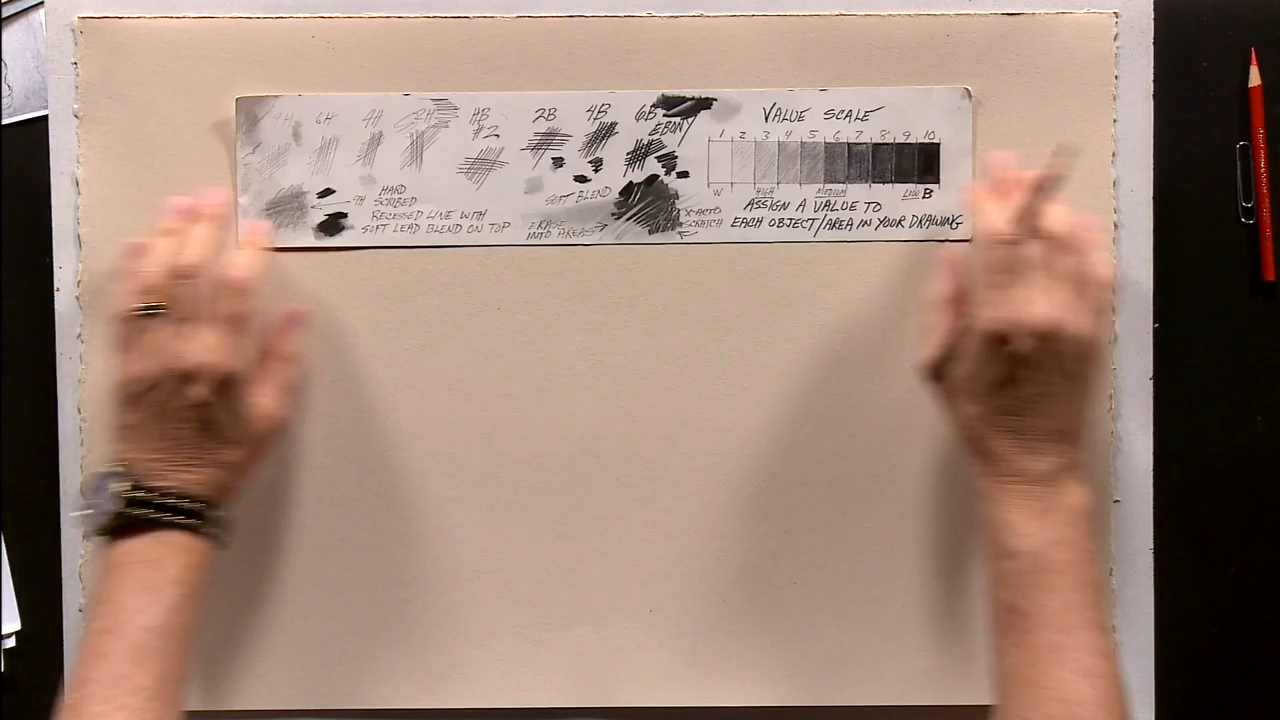 9H 6H 4H 2H HB 2B 4B 6B
#2 EBONY
VALUE SCALE
1 2 3 4 5 6 7 8 9 10
W HIGH MEDIUM LOW B
9H HARD
SCRIBED
RECESSED LINE WITH
SOFT LEAD BLEND ON TOP
SOFT BLEND
ERASE
INTO AREAS
X-ACTO
SCRATCH
ASSIGN A VALUE TO
EACH OBJECT/AREA IN YOUR DRAWING